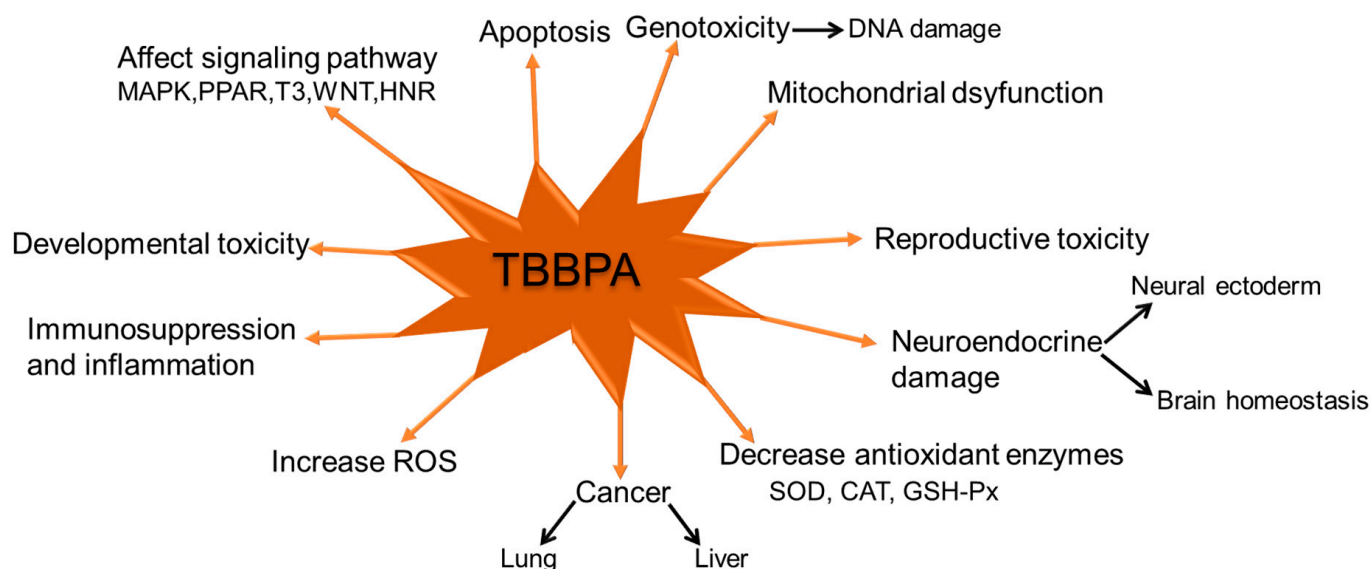 Apoptosis
Genotoxicity
DNA damage
Affect signaling pathway
MAPK,PPAR,T3,WNT,HNR
Mitochondrial dsyfunction
Developmental toxicity
TBBPA
Reproductive toxicity
Neural ectoderm
Immunosuppression
and inflammation
Neuroendocrine
damage
Brain homeostasis
Increase ROS
Decrease antioxidant enzymes
SOD, CAT, GSH-Px
Cancer
Lung
Liver